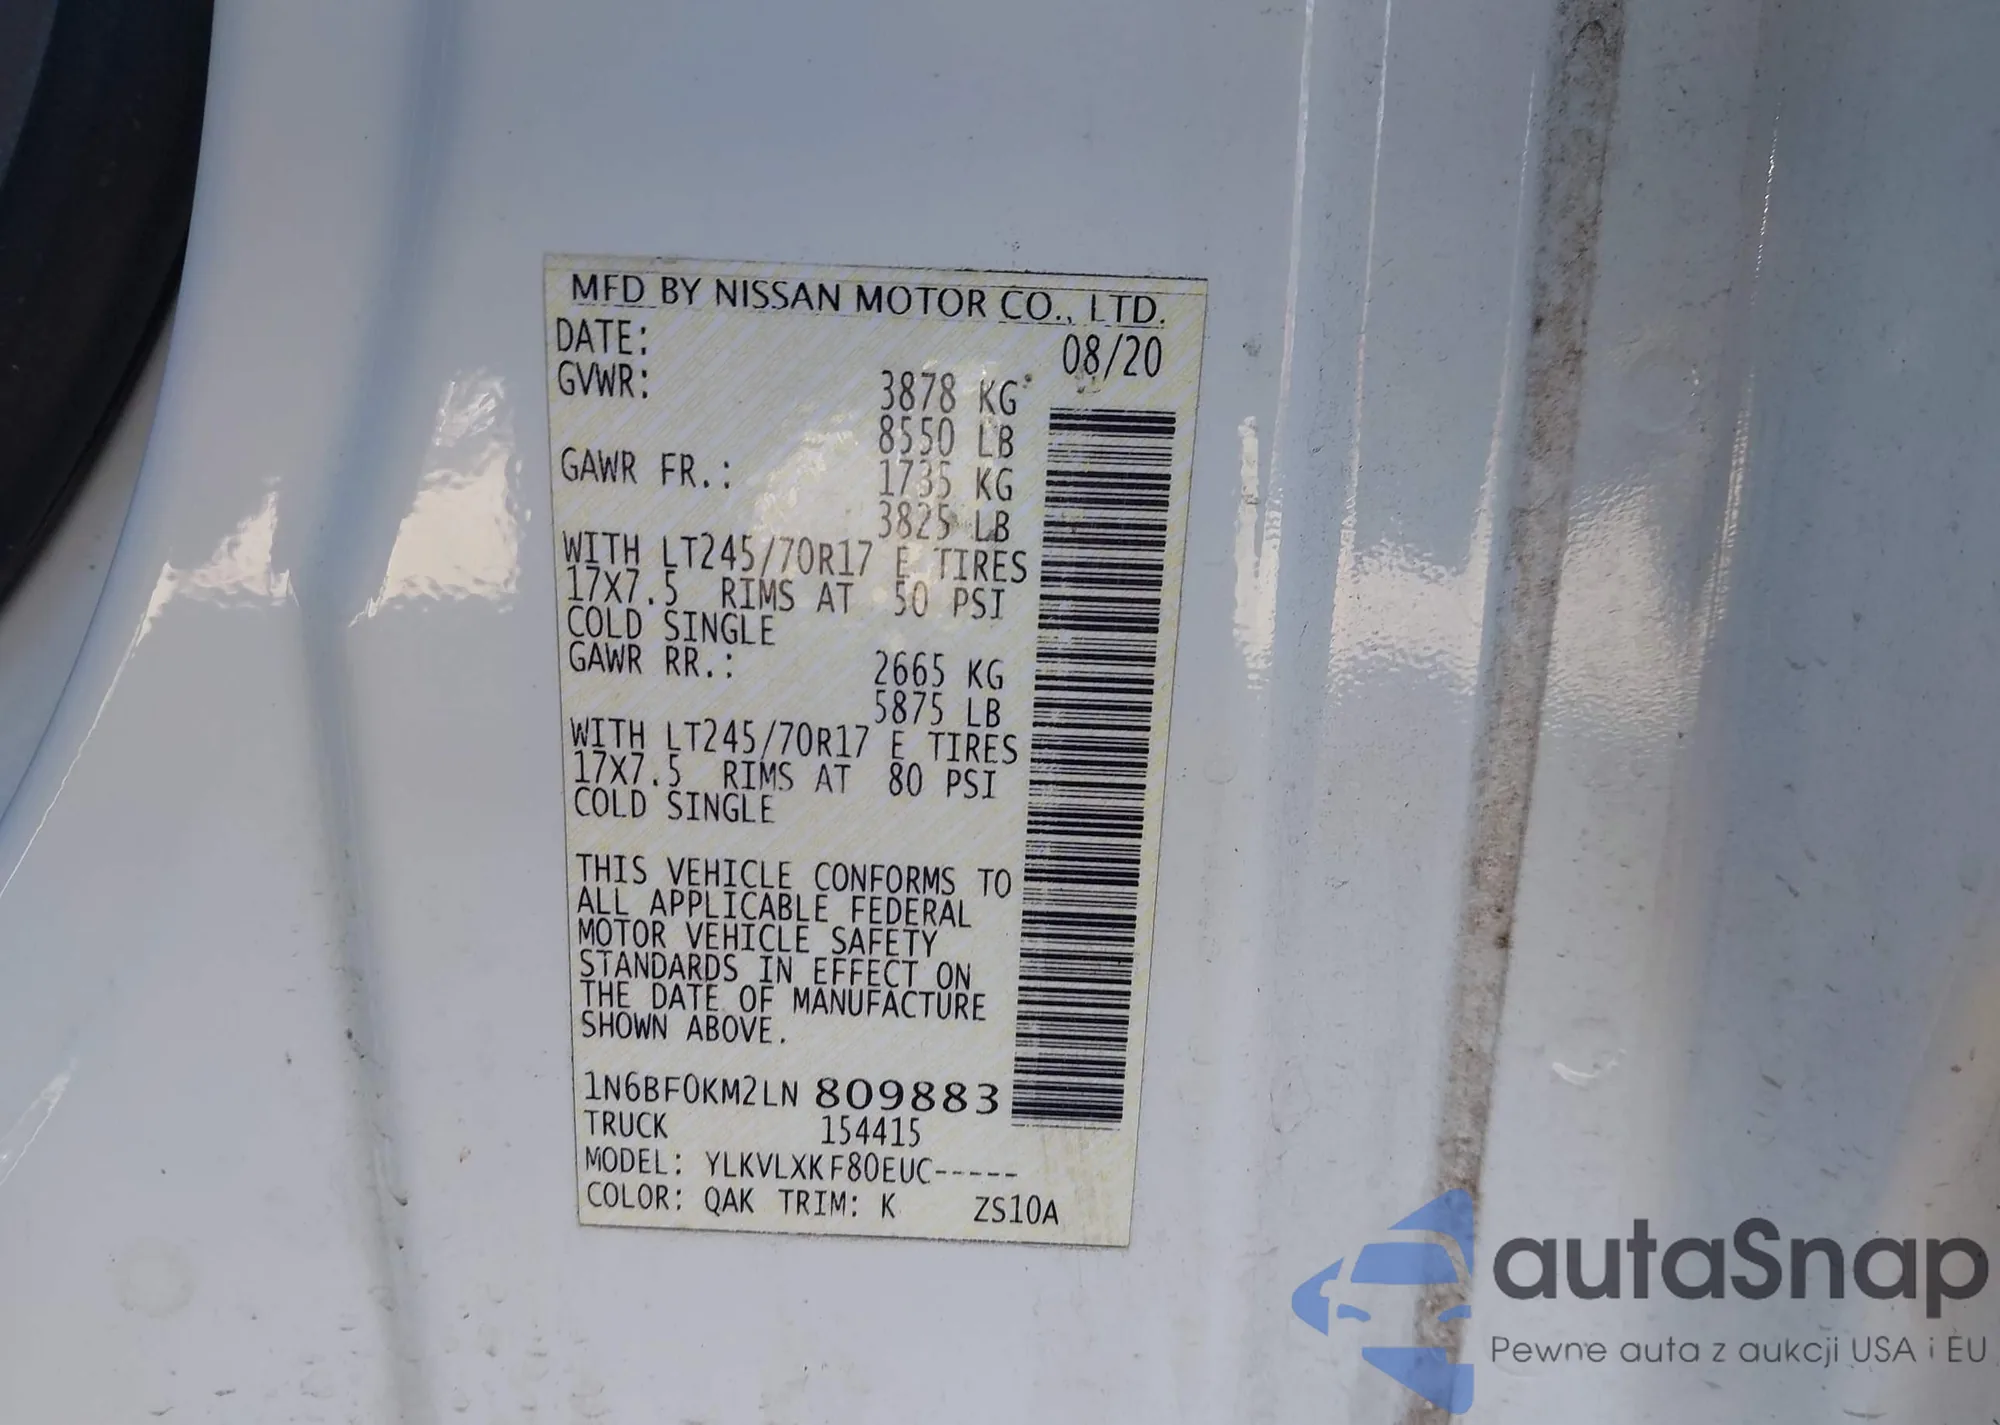 MFD BY NISSAN MOTOR CO., LTD.
DATE: 08/20
GVWR: 3878 KG
8550 LB
GAWR FR.: 1735 KG
3825 LB
WITH LT245/70R17 E TIRES
17X7.5 RIMS AT 50 PSI
COLD SINGLE
GAWR RR.: 2665 KG
5875 LB
WITH LT245/70R17 E TIRES
17X7.5 RIMS AT 80 PSI
COLD SINGLE
THIS VEHICLE CONFORMS TO
ALL APPLICABLE FEDERAL
MOTOR VEHICLE SAFETY
STANDARDS IN EFFECT ON
THE DATE OF MANUFACTURE
SHOWN ABOVE.
1N6BF0KM2LN 809883
TRUCK 154415
MODEL: YLKVLXKF80EUC-----
COLOR: QAK TRIM: K ZS10A
autaSnap
Pewne auta z aukcji USA i EU